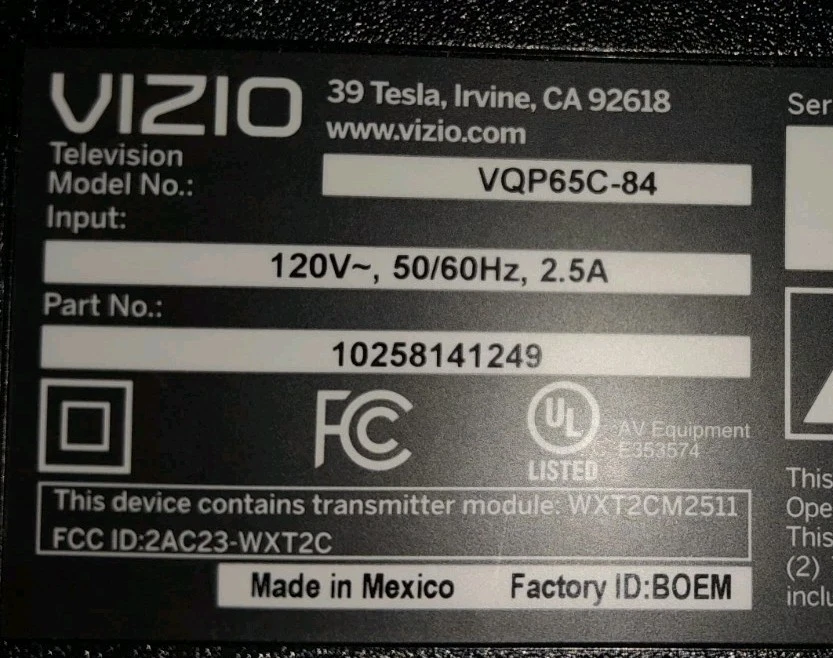 VIZIO
39 Tesla, Irvine, CA 92618
www.vizio.com
Television
Model No.: VQP65C-84
Input:
120V~, 50/60Hz, 2.5A
Part No.:
10258141249
FC
UL
LISTED
AV Equipment
E353574
This device contains transmitter module: WXT2CM2511
FCC ID:2AC23-WXT2C
Made in Mexico Factory ID:BOEM
Ser
This
Ope
This
(2)
inclu